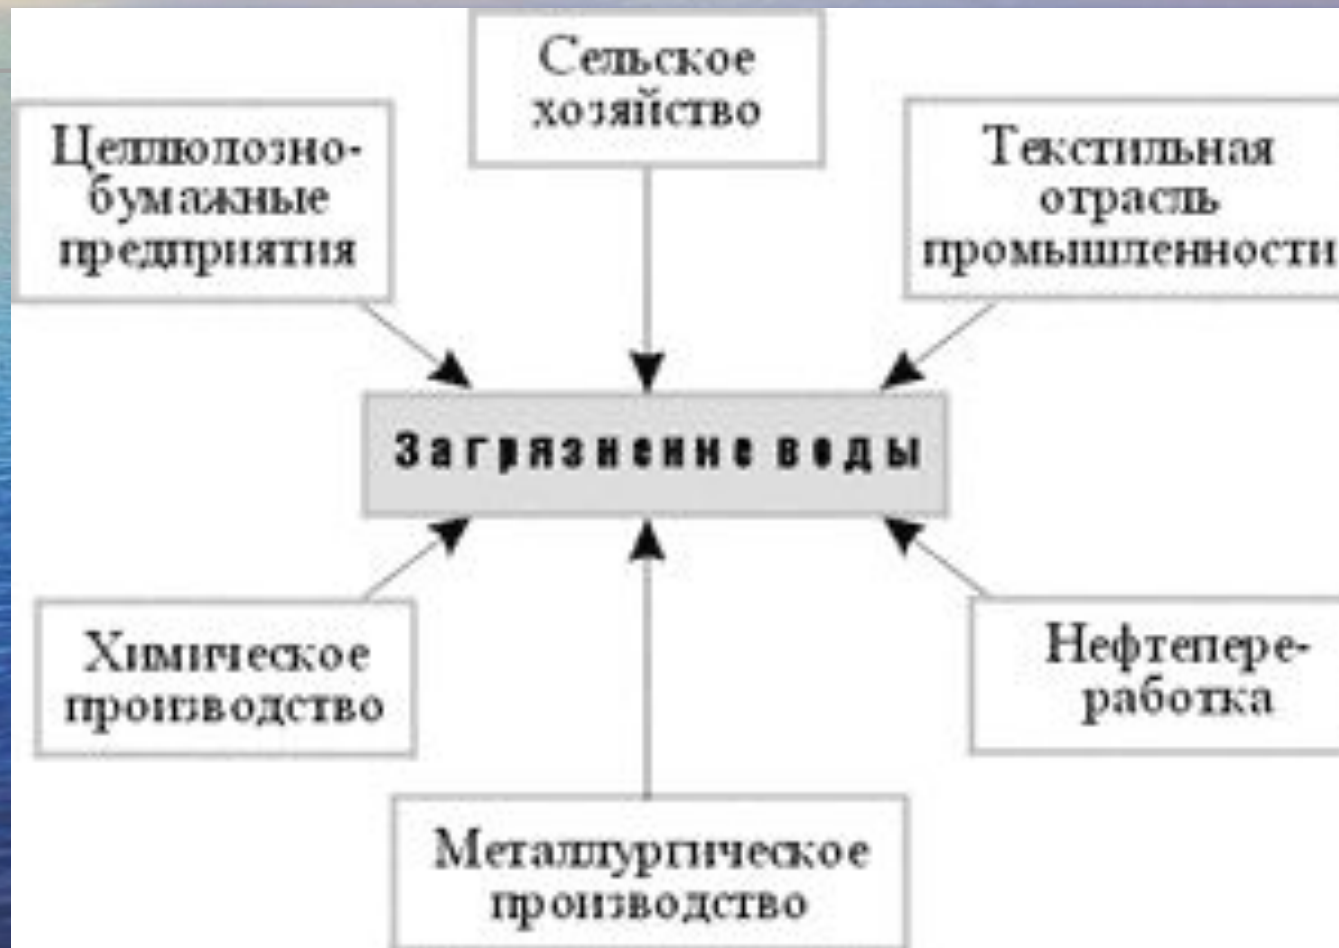 Сельское
хозяйство
Целлюлозно-
бумажные
предприятия
Текстильная
отрасль
промышленности
Загрязнение воды
Химическое
производство
Нефтепере-
работка
Металлургическое
производство